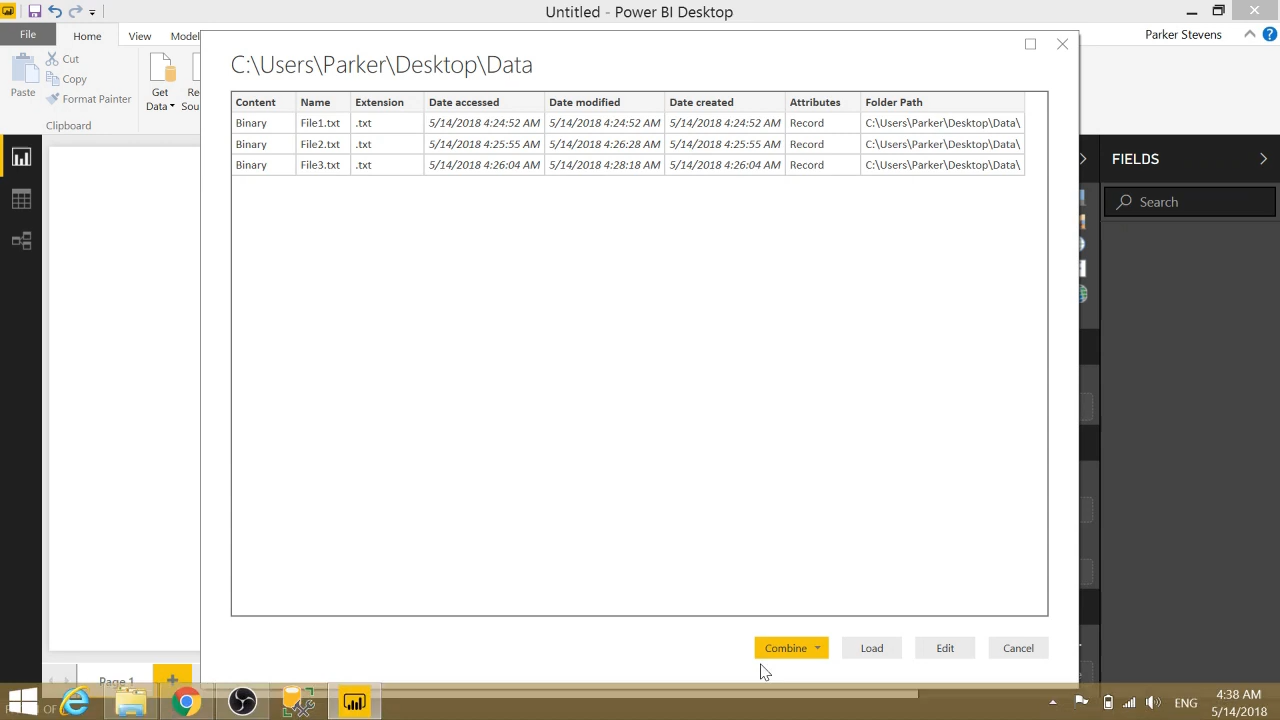 Untitled - Power BI Desktop
File Home View Model Parker Stevens
Cut
Copy
Format Painter
Paste
Get
Data
Re
Sou
Clipboard
C:\Users\Parker\Desktop\Data
Content Name Extension Date accessed Date modified Date created Attributes Folder Path
Binary File1.txt .txt 5/14/2018 4:24:52 AM 5/14/2018 4:24:52 AM 5/14/2018 4:24:52 AM Record C:\Users\Parker\Desktop\Data\
Binary File2.txt .txt 5/14/2018 4:25:55 AM 5/14/2018 4:26:28 AM 5/14/2018 4:25:55 AM Record C:\Users\Parker\Desktop\Data\
Binary File3.txt .txt 5/14/2018 4:26:04 AM 5/14/2018 4:28:18 AM 5/14/2018 4:26:04 AM Record C:\Users\Parker\Desktop\Data\
FIELDS
Search
Combine Load Edit Cancel
Page 1
ENG
4:38 AM
5/14/2018